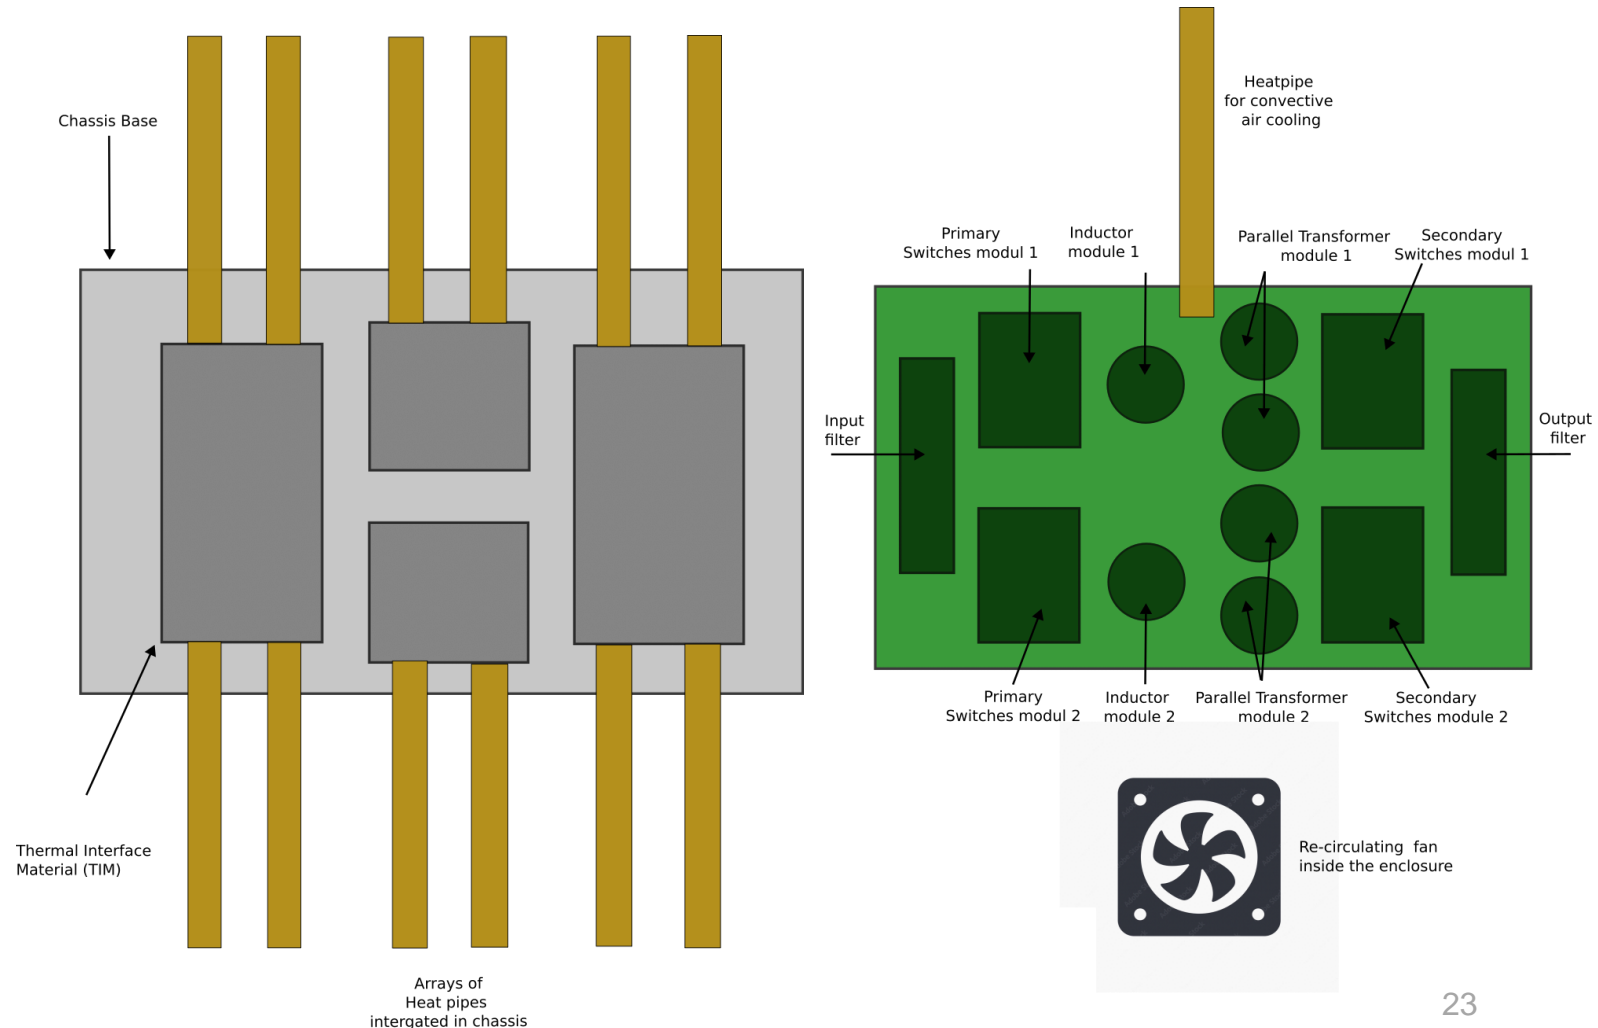 Chassis Base
Thermal Interface
Material (TIM)
Arrays of
Heat pipes
intergated in chassis
Heatpipe
for convective
air cooling
Primary
Switches modul 1
Inductor
module 1
Parallel Transformer
module 1
Secondary
Switches modul 1
Input
filter
Output
filter
Primary
Switches modul 2
Inductor
module 2
Parallel Transformer
module 2
Secondary
Switches module 2
Re-circulating fan
inside the enclosure
23